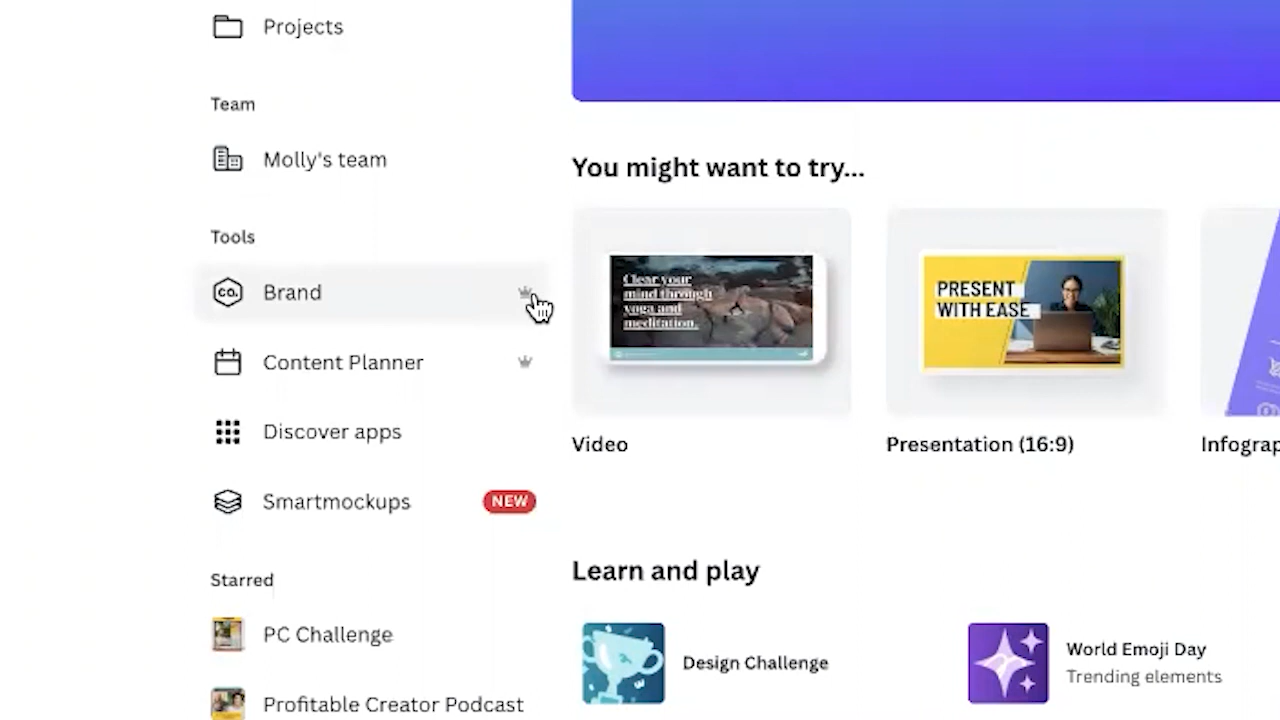 Projects
Team
Molly's team
Tools
CO.
Brand
Content Planner
Discover apps
Smartmockups
NEW
Starred
PC Challenge
Profitable Creator Podcast
You might want to try...
Clear your
mind through
yoga and
meditation.
PRESENT
WITH EASE
Video
Presentation (16:9)
Infograp
Learn and play
Design Challenge
World Emoji Day
Trending elements